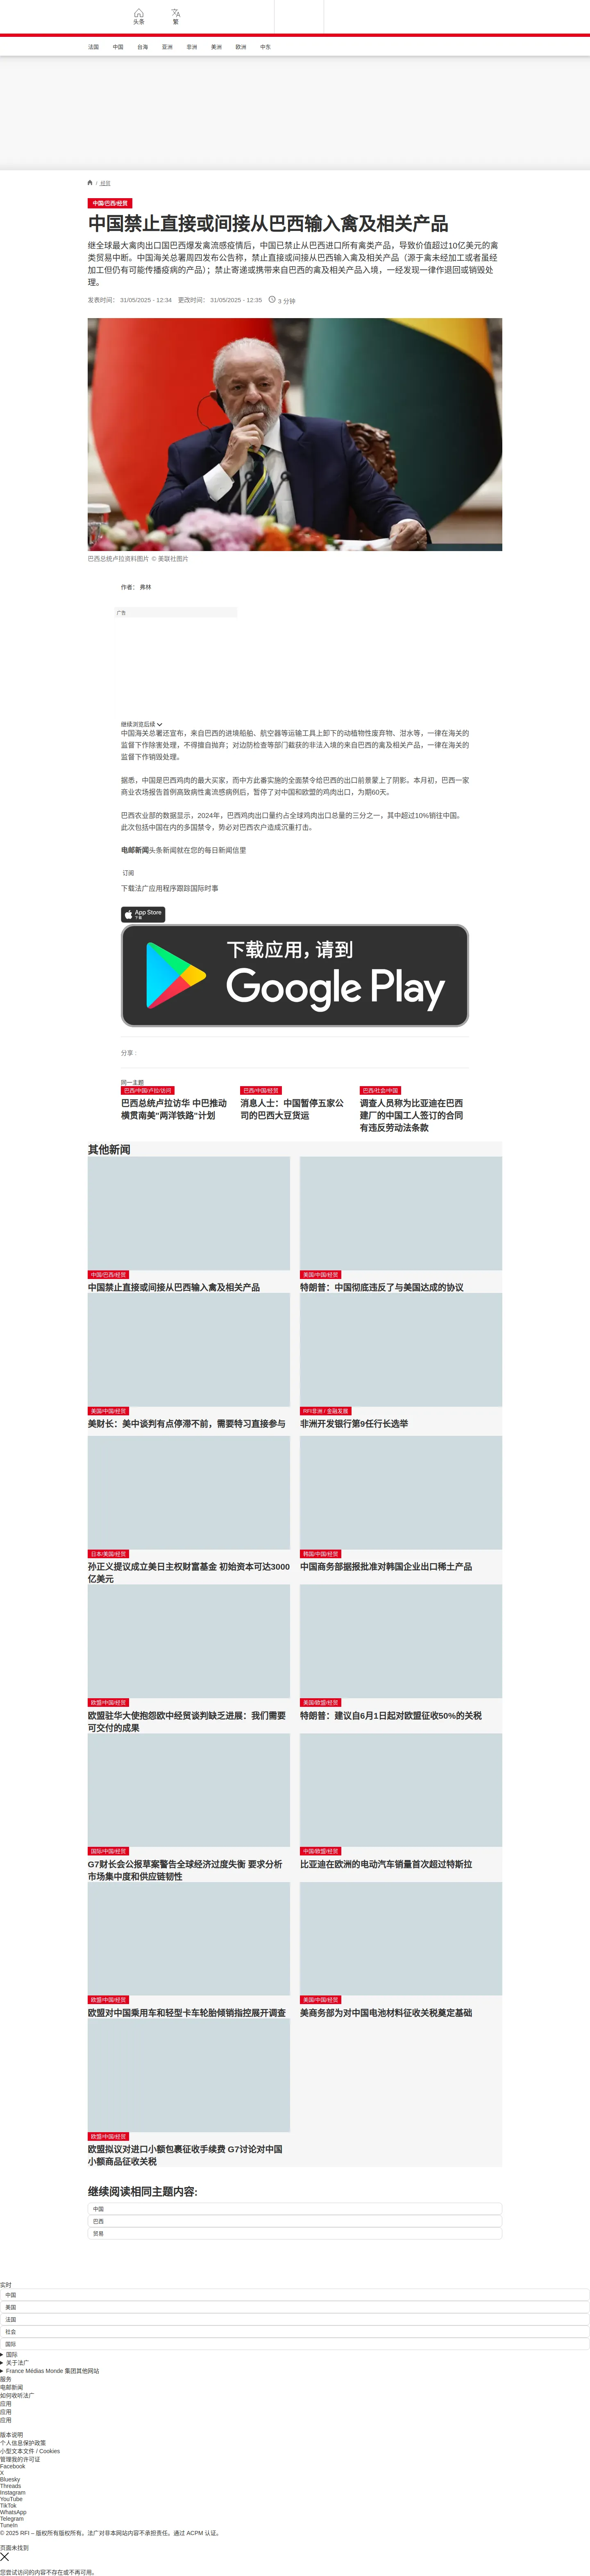 头条
繁
法国 中国 台海 亚洲 非洲 美洲 欧洲 中东
经贸
中国/巴西/经贸
中国禁止直接或间接从巴西输入禽及相关产品
继全球最大禽肉出口国巴西爆发禽流感疫情后，中国已禁止从巴西进口所有禽类产品，导致价值超过10亿美元的禽
类贸易中断。中国海关总署周四发布公告称，禁止直接或间接从巴西输入禽及相关产品（源于禽未经加工或者虽经
加工但仍有可能传播疫病的产品）；禁止寄递或携带来自巴西的禽及相关产品入境，一经发现一律作退回或销毁处
理。
发表时间： 31/05/2025 - 12:34 更改时间： 31/05/2025 - 12:35 3 分钟
巴西总统卢拉资料图片 © 美联社图片
作者： 弗林
广告
继续浏览后续
中国海关总署还宣布，来自巴西的进境船舶、航空器等运输工具上卸下的动植物性废弃物、泔水等，一律在海关的
监督下作除害处理，不得擅自抛弃；对边防检查等部门截获的非法入境的来自巴西的禽及相关产品，一律在海关的
监督下作销毁处理。
据悉，中国是巴西鸡肉的最大买家，而中方此番实施的全面禁令给巴西的出口前景蒙上了阴影。本月初，巴西一家
商业农场报告首例高致病性禽流感病例后，暂停了对中国和欧盟的鸡肉出口，为期60天。
巴西农业部的数据显示，2024年，巴西鸡肉出口量约占全球鸡肉出口总量的三分之一，其中超过10%销往中国。
此次包括中国在内的多国禁令，势必对巴西农户造成沉重打击。
电邮新闻头条新闻就在您的每日新闻信里
订阅
下载法广应用程序跟踪国际时事
App Store
下载
下载应用，请到
Google Play
分享 :
同一主题
巴西/中国/卢拉/访问
巴西总统卢拉访华 中巴推动
横贯南美“两洋铁路”计划
巴西/中国/经贸
消息人士：中国暂停五家公
司的巴西大豆货运
巴西/社会/中国
调查人员称为比亚迪在巴西
建厂的中国工人签订的合同
有违反劳动法条款
其他新闻
中国/巴西/经贸
中国禁止直接或间接从巴西输入禽及相关产品
美国/中国/经贸
特朗普：中国彻底违反了与美国达成的协议
美国/中国/经贸
美财长：美中谈判有点停滞不前，需要特习直接参与
RFI非洲 / 金融发展
非洲开发银行第9任行长选举
日本/美国/经贸
孙正义提议成立美日主权财富基金 初始资本可达3000
亿美元
韩国/中国/经贸
中国商务部据报批准对韩国企业出口稀土产品
欧盟/中国/经贸
欧盟驻华大使抱怨欧中经贸谈判缺乏进展：我们需要
可交付的成果
美国/欧盟/经贸
特朗普：建议自6月1日起对欧盟征收50%的关税
国际/中国/经贸
G7财长会公报草案警告全球经济过度失衡 要求分析
市场集中度和供应链韧性
中国/欧盟/经贸
比亚迪在欧洲的电动汽车销量首次超过特斯拉
欧盟/中国/经贸
欧盟对中国乘用车和轻型卡车轮胎倾销指控展开调查
美国/中国/经贸
美商务部为对中国电池材料征收关税奠定基础
欧盟/中国/经贸
欧盟拟议对进口小额包裹征收手续费 G7讨论对中国
小额商品征收关税
继续阅读相同主题内容:
中国
巴西
贸易
实时
中国
美国
法国
社会
国际
国际
关于法广
France Médias Monde 集团其他网站
服务
电邮新闻
如何收听法广
应用
应用
应用
版本说明
个人信息保护政策
小型文本文件 / Cookies
管理我的许可证
Facebook
X
Bluesky
Threads
Instagram
YouTube
TikTok
WhatsApp
Telegram
TuneIn
© 2025 RFI – 版权所有版权所有。法广对非本网站内容不承担责任。通过 ACPM 认证。
页面未找到
您尝试访问的内容不存在或不再可用。